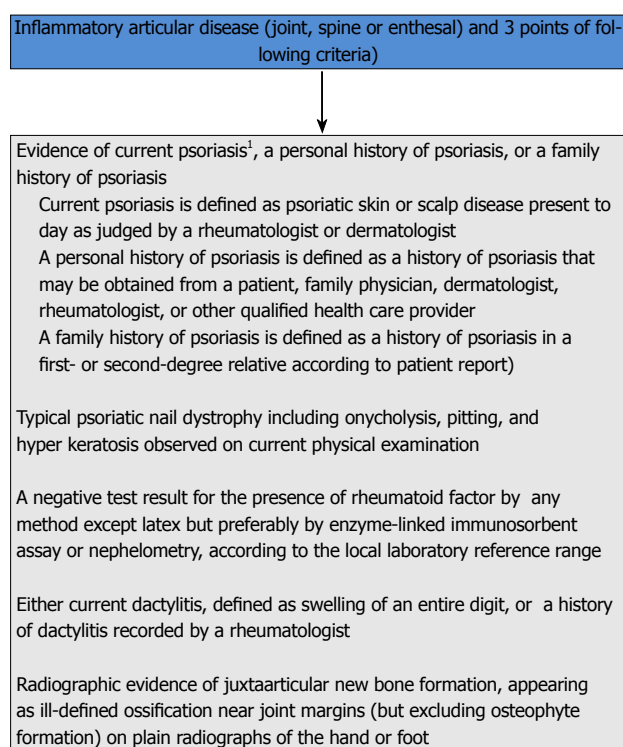 Inflammatory articular disease (joint, spine or enthesal) and 3 points of fol-
lowing criteria)
Evidence of current psoriasis¹, a personal history of psoriasis, or a family
history of psoriasis
Current psoriasis is defined as psoriatic skin or scalp disease present to
day as judged by a rheumatologist or dermatologist
A personal history of psoriasis is defined as a history of psoriasis that
may be obtained from a patient, family physician, dermatologist,
rheumatologist, or other qualified health care provider
A family history of psoriasis is defined as a history of psoriasis in a
first- or second-degree relative according to patient report)
Typical psoriatic nail dystrophy including onycholysis, pitting, and
hyper keratosis observed on current physical examination
A negative test result for the presence of rheumatoid factor by any
method except latex but preferably by enzyme-linked immunosorbent
assay or nephelometry, according to the local laboratory reference range
Either current dactylitis, defined as swelling of an entire digit, or a history
of dactylitis recorded by a rheumatologist
Radiographic evidence of juxtaarticular new bone formation, appearing
as ill-defined ossification near joint margins (but excluding osteophyte
formation) on plain radiographs of the hand or foot